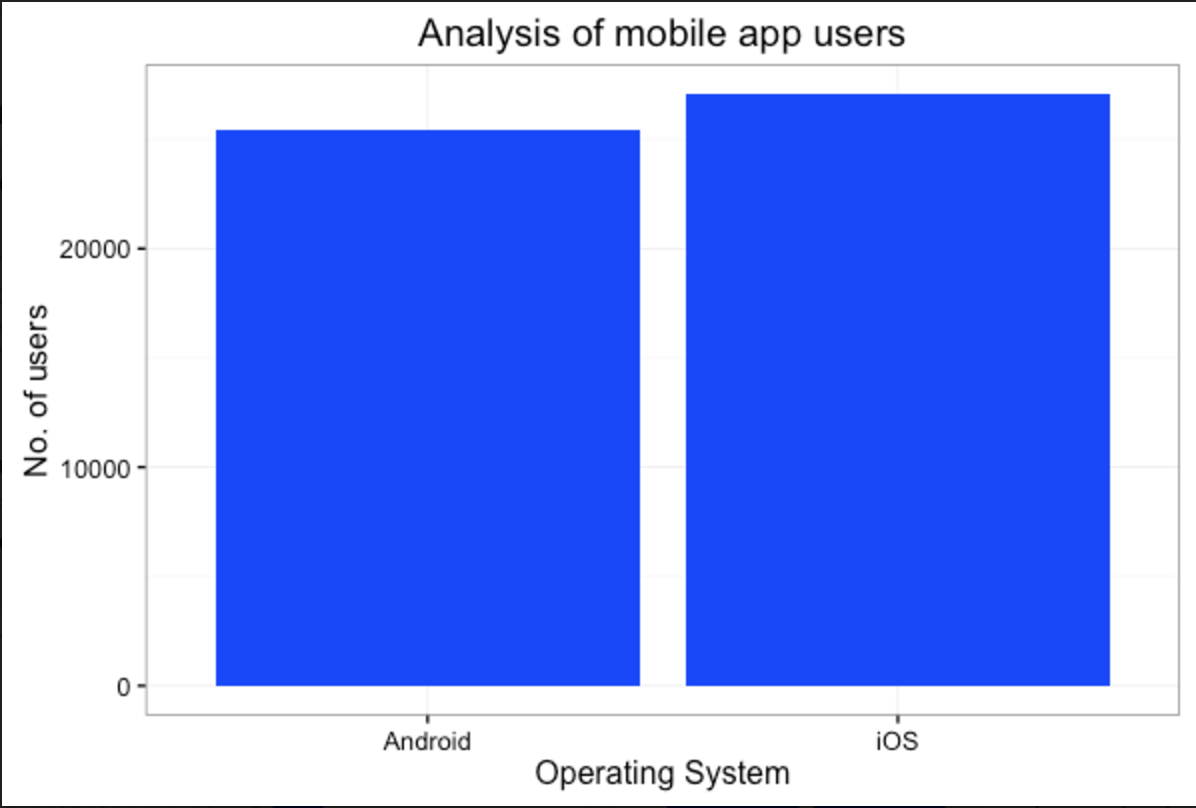 Analysis of mobile app users
No. of users
20000
10000
0
Android
iOS
Operating System